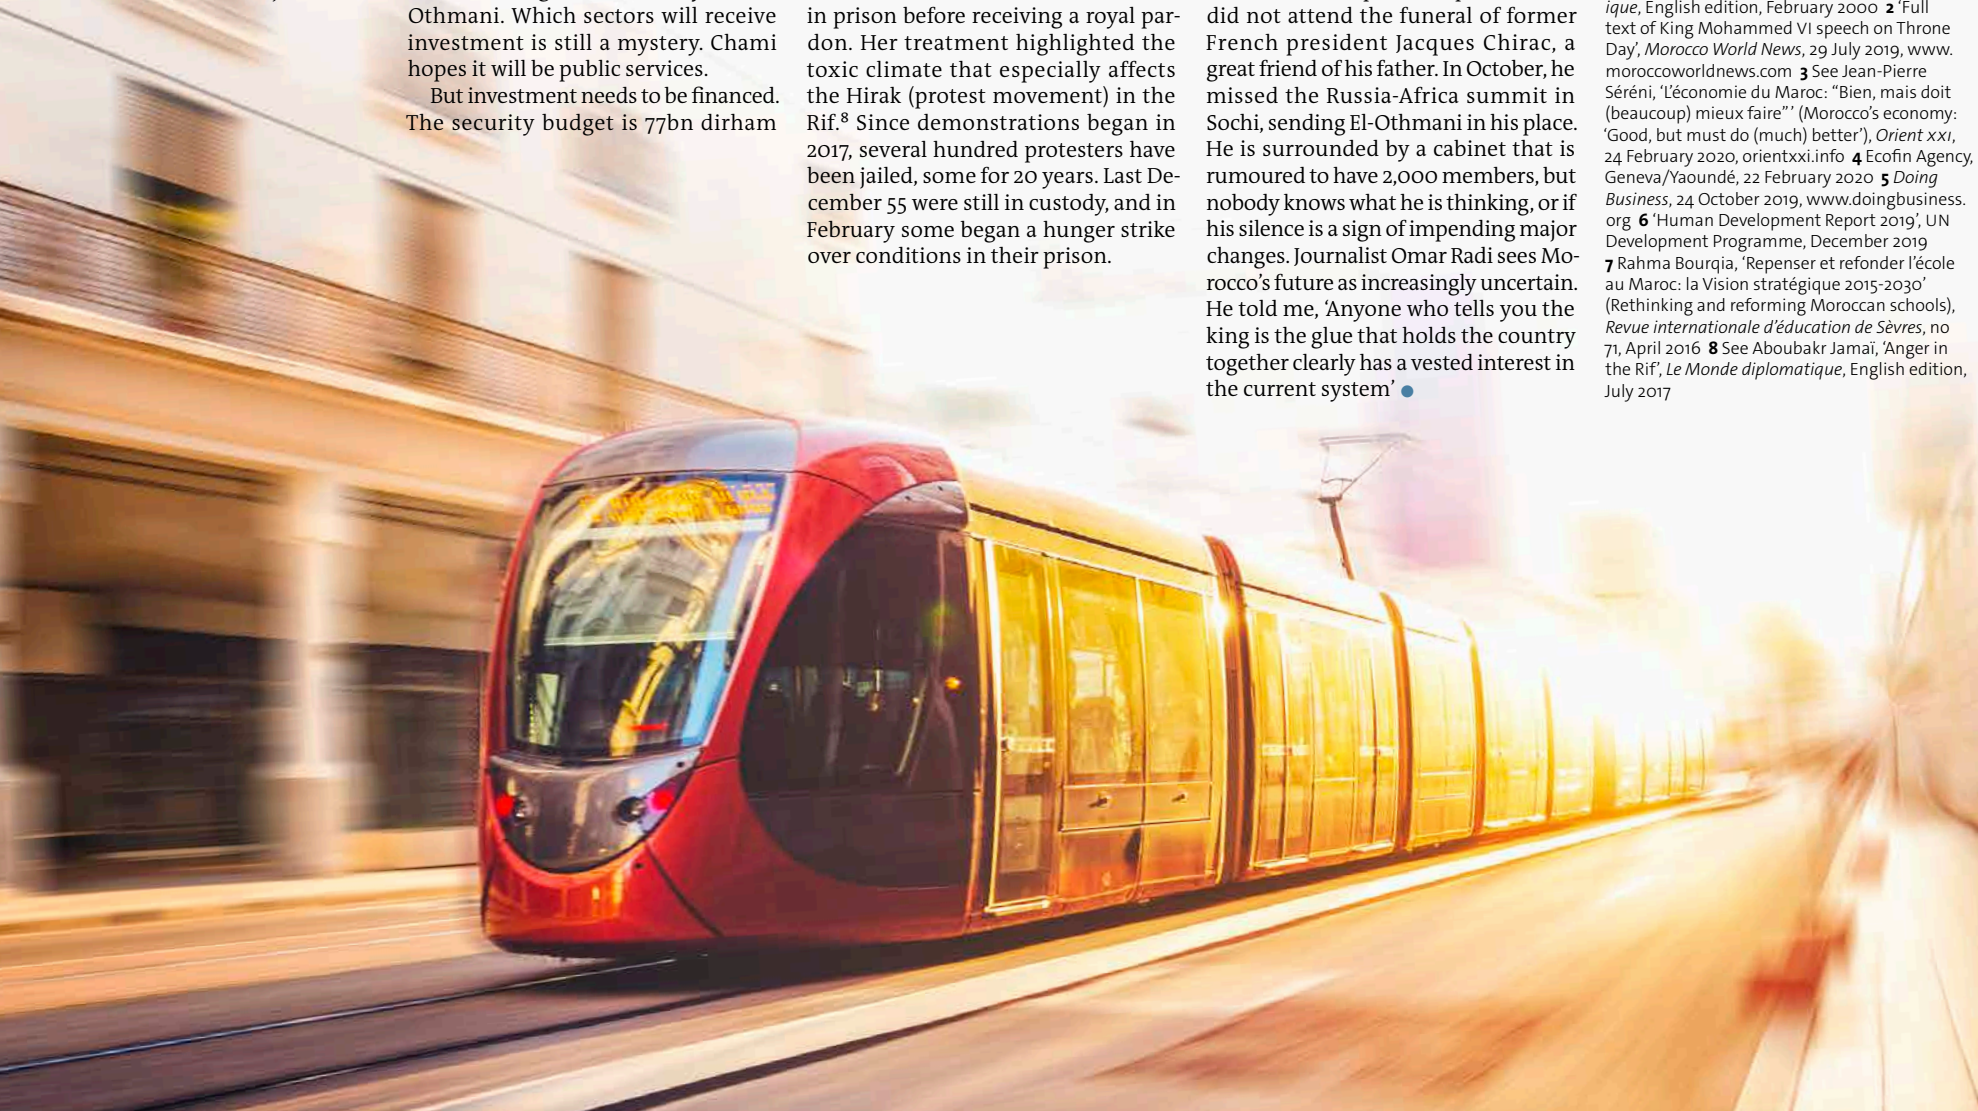 Othmani. Which sectors will receive
investment is still a mystery. Chami
hopes it will be public services.
But investment needs to be financed.
The security budget is 77bn dirham
in prison before receiving a royal par-
don. Her treatment highlighted the
toxic climate that especially affects
the Hirak (protest movement) in the
Rif.⁸ Since demonstrations began in
2017, several hundred protesters have
been jailed, some for 20 years. Last De-
cember 55 were still in custody, and in
February some began a hunger strike
over conditions in their prison.
did not attend the funeral of former
French president Jacques Chirac, a
great friend of his father. In October, he
missed the Russia-Africa summit in
Sochi, sending El-Othmani in his place.
He is surrounded by a cabinet that is
rumoured to have 2,000 members, but
nobody knows what he is thinking, or if
his silence is a sign of impending major
changes. Journalist Omar Radi sees Mo-
rocco's future as increasingly uncertain.
He told me, 'Anyone who tells you the
king is the glue that holds the country
together clearly has a vested interest in
the current system' ●
ique, English edition, February 2000 2 'Full
text of King Mohammed VI speech on Throne
Day', Morocco World News, 29 July 2019, www.
moroccoworldnews.com 3 See Jean-Pierre
Séréni, 'L'économie du Maroc: "Bien, mais doit
(beaucoup) mieux faire"' (Morocco's economy:
'Good, but must do (much) better'), Orient XXI,
24 February 2020, orientxxi.info 4 Ecofin Agency,
Geneva/Yaoundé, 22 February 2020 5 Doing
Business, 24 October 2019, www.doingbusiness.
org 6 'Human Development Report 2019', UN
Development Programme, December 2019
7 Rahma Bourqia, 'Repenser et refonder l'école
au Maroc: la Vision stratégique 2015-2030'
(Rethinking and reforming Moroccan schools),
Revue internationale d'éducation de Sèvres, no
71, April 2016 8 See Aboubakr Jamaï, 'Anger in
the Rif', Le Monde diplomatique, English edition,
July 2017